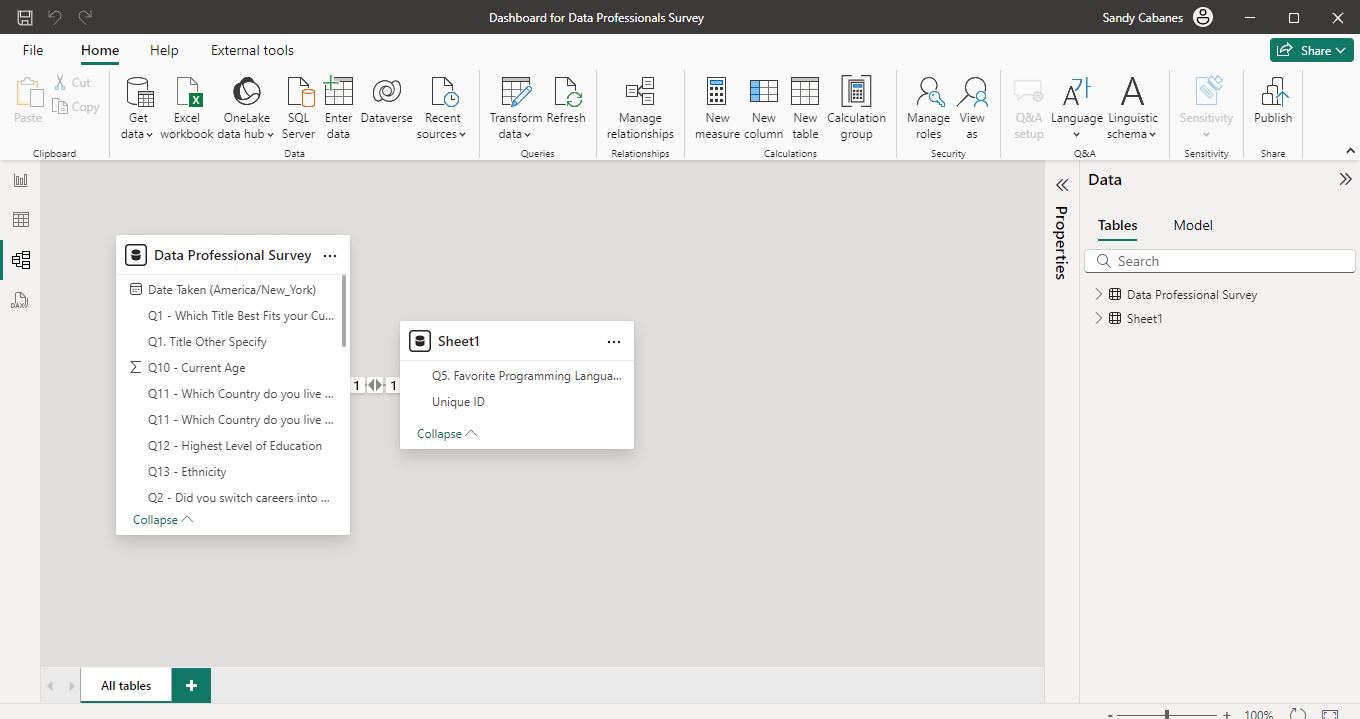 Dashboard for Data Professionals Survey
Sandy Cabanes
File
Home
Help
External tools
Share
Paste
Cut
Copy
Get data
Excel workbook
OneLake data hub
SQL Server
Enter data
Dataverse
Recent sources
Transform data
Refresh
Manage relationships
New measure
New column
New table
Calculation group
Manage roles
View as
Q&A setup
Language
Linguistic schema
Sensitivity
Publish
Clipboard
Data
Queries
Relationships
Calculations
Security
Q&A
Sensitivity
Share
DAX
Data Professional Survey
Date Taken (America/New_York)
Q1 - Which Title Best Fits your Cu...
Q1. Title Other Specify
Q10 - Current Age
Q11 - Which Country do you live ...
Q11 - Which Country do you live ...
Q12 - Highest Level of Education
Q13 - Ethnicity
Q2 - Did you switch careers into ...
Collapse
1
1
Sheet1
Q5. Favorite Programming Langua...
Unique ID
Collapse
Properties
Data
Tables
Model
Search
Data Professional Survey
Sheet1
All tables
+
- + 100%